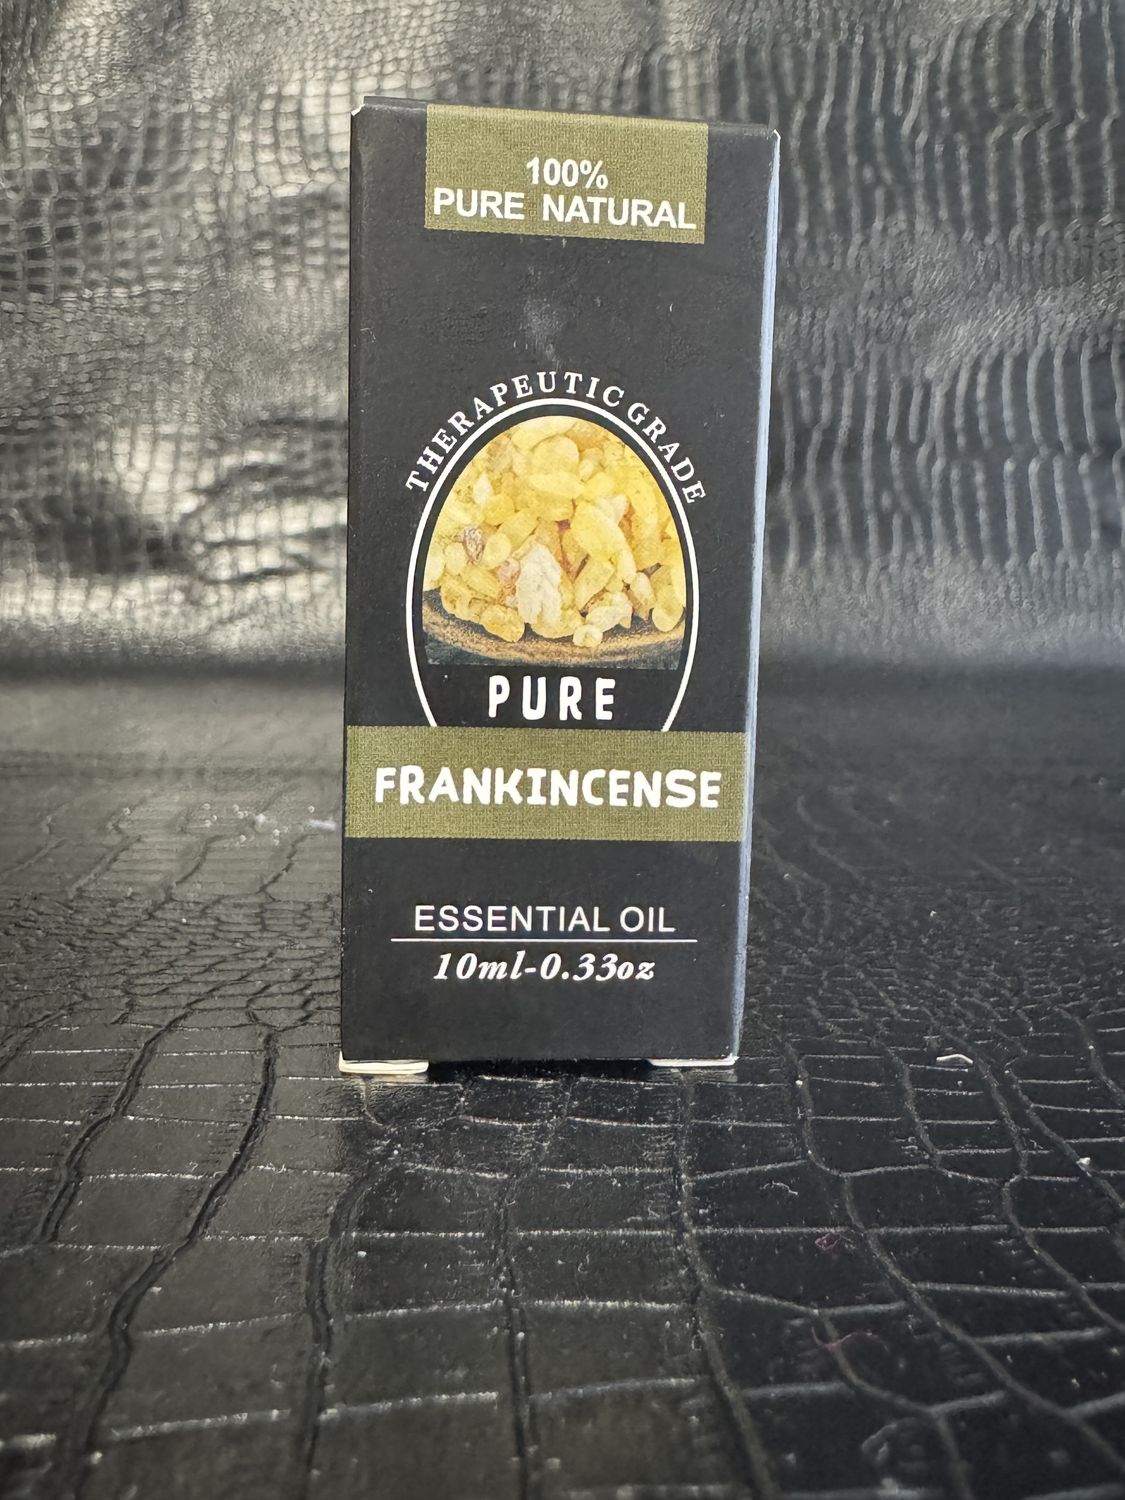 100%
PURE NATURAL
THERAPEUTIC GRADE
PURE
FRANKINCENSE
ESSENTIAL OIL
10ml-0.33oz